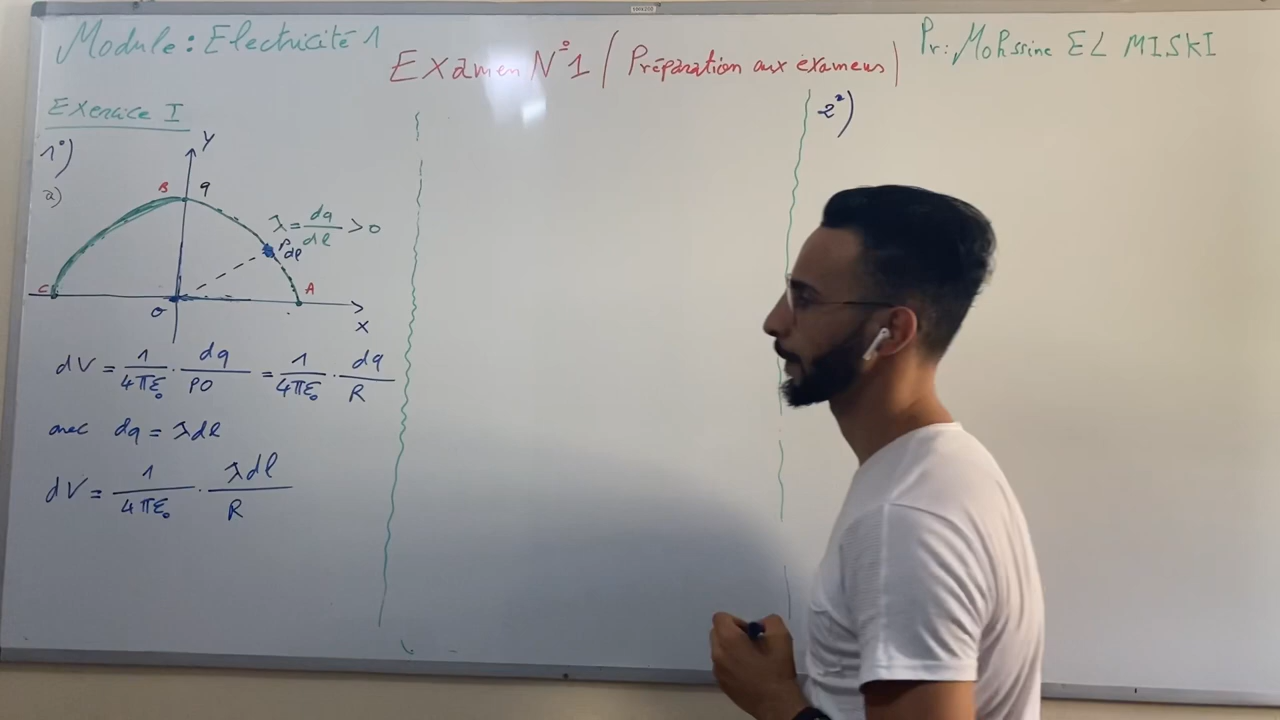 Module: Electricité 1
Examen N°1 (Préparation aux examens)
Pr: Mohssine EL MISKI
Exercice I
1°)
a)
Y
B
q
λ = dq/dl > 0
P
dl
C
A
O
X
dV = 1/4πε₀ . dq/PO = 1/4πε₀ . dq/R
avec dq = λdl
dV = 1/4πε₀ . λdl/R
2°)